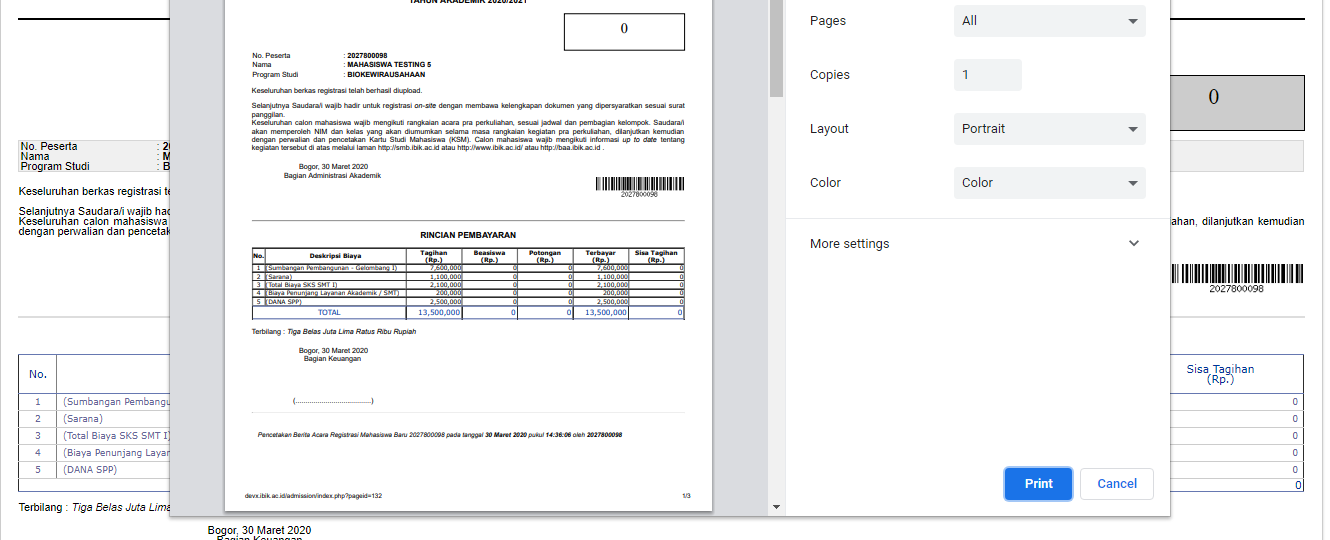 TAHUN AKADEMIK 2020/2021
0
No. Peserta : 2027800098
Nama : MAHASISWA TESTING 5
Program Studi : BIOKEWIRAUSAHAAN
Keseluruhan berkas registrasi telah berhasil diupload.
Selanjutnya Saudara/i wajib hadir untuk registrasi on-site dengan membawa kelengkapan dokumen yang dipersyaratkan sesuai surat
panggilan.
Keseluruhan calon mahasiswa wajib mengikuti rangkaian acara pra perkuliahan, sesuai jadwal dan pembagian kelompok. Saudara/i
akan memperoleh NIM dan kelas yang akan diumumkan selama masa rangkaian kegiatan pra perkuliahan, dilanjutkan kemudian
dengan perwalian dan pencetakan Kartu Studi Mahasiswa (KSM). Calon mahasiswa wajib mengikuti informasi up to date tentang
kegiatan tersebut di atas melalui laman http://smb.ibik.ac.id atau http://www.ibik.ac.id/ atau http://baa.ibik.ac.id .
Bogor, 30 Maret 2020
Bagian Administrasi Akademik
2027800098
RINCIAN PEMBAYARAN
No. Deskripsi Biaya Tagihan (Rp.) Beasiswa (Rp.) Potongan (Rp.) Terbayar (Rp.) Sisa Tagihan (Rp.)
1 (Sumbangan Pembangunan - Gelombang I) 7,600,000 0 0 7,600,000 0
2 (Sarana) 1,100,000 0 0 1,100,000 0
3 (Total Biaya SKS SMT I) 2,100,000 0 0 2,100,000 0
4 (Biaya Penunjang Layanan Akademik / SMT) 200,000 0 0 200,000 0
5 (DANA SPP) 2,500,000 0 0 2,500,000 0
TOTAL 13,500,000 0 0 13,500,000 0
Terbilang : Tiga Belas Juta Lima Ratus Ribu Rupiah
Bogor, 30 Maret 2020
Bagian Keuangan
(......................................)
Pencetakan Berita Acara Registrasi Mahasiswa Baru 2027800098 pada tanggal 30 Maret 2020 pukul 14:36:06 oleh 2027800098
devx.ibik.ac.id/admission/index.php?pageid=132 1/3
Pages All
Copies 1
Layout Portrait
Color Color
More settings
Print Cancel
No. Peserta : 20
Nama : M
Program Studi : B
Keseluruhan berkas registrasi te
Selanjutnya Saudara/i wajib had
Keseluruhan calon mahasiswa
dengan perwalian dan pencetak
No.
1 (Sumbangan Pembangu
2 (Sarana)
3 (Total Biaya SKS SMT I)
4 (Biaya Penunjang Layar
5 (DANA SPP)
Terbilang : Tiga Belas Juta Lima
Bogor, 30 Maret 2020
Bagian Keuangan
0
ahan, dilanjutkan kemudian
2027800098
Sisa Tagihan
(Rp.)
0
0
0
0
0
0